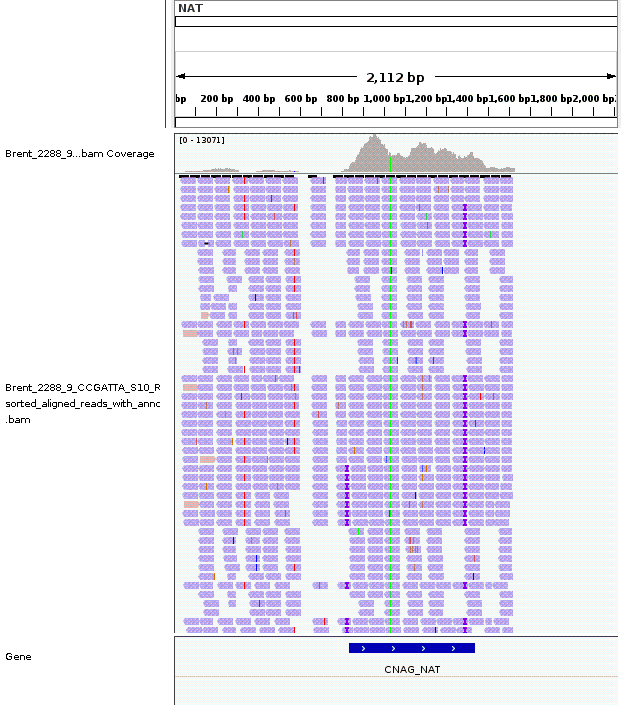 NAT
2,112 bp
bp 200 bp 400 bp 600 bp 800 bp 1,000 bp 1,200 bp 1,400 bp 1,600 bp 1,800 bp 2,000 bp
[0 - 13071]
Brent_2288_9...bam Coverage
Brent_2288_9_CCGATTA_S10_R
sorted_aligned_reads_with_annc
.bam
Gene
CNAG_NAT